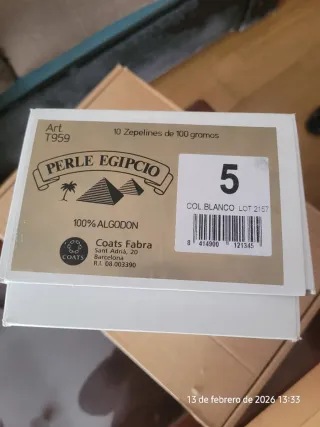 Art.
T959
10 Zepelines de 100 gramos
PERLE EGIPCIO
100% ALGODON
COATS
Coats Fabra
Sant Adrià, 20
Barcelona
R.I. 08 003390
5
COL BLANCO LOT 2157
8 414900 121345
13 de febrero de 2026 13:33